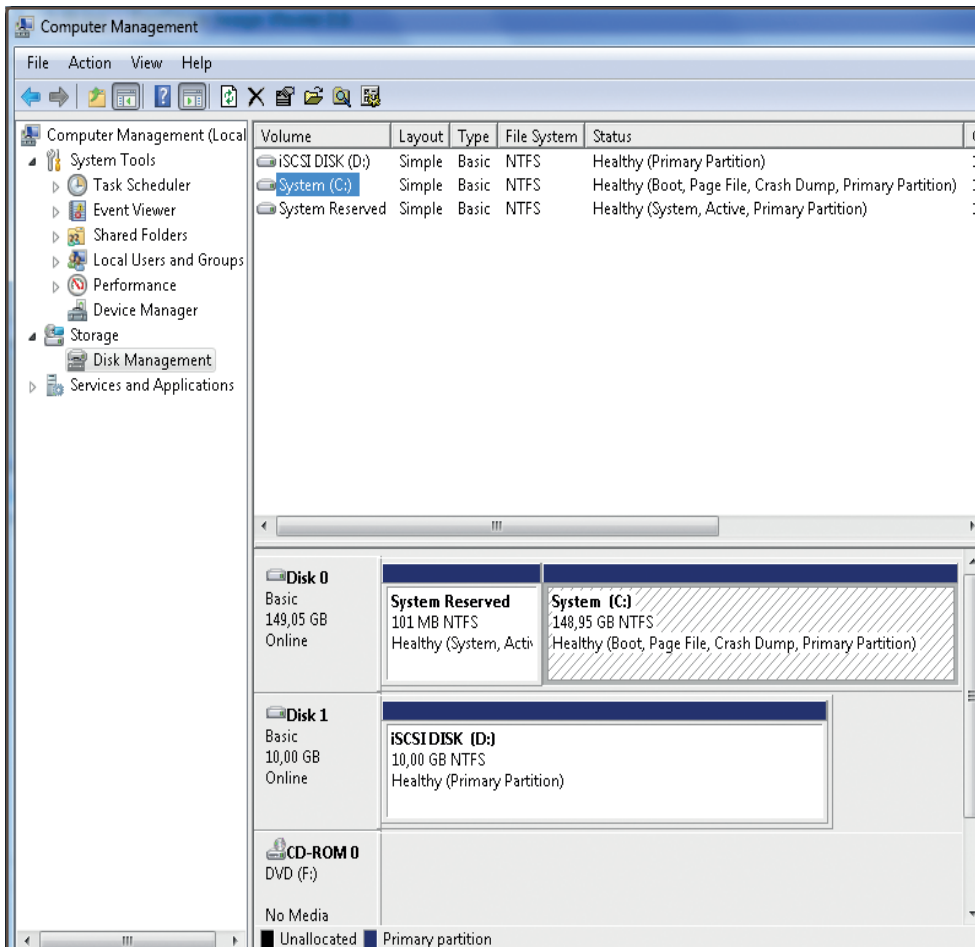 Computer Management
File Action View Help
Computer Management (Local
System Tools
Task Scheduler
Event Viewer
Shared Folders
Local Users and Groups
Performance
Device Manager
Storage
Disk Management
Services and Applications
Volume Layout Type File System Status
iSCSI DISK (D:) Simple Basic NTFS Healthy (Primary Partition)
System (C:) Simple Basic NTFS Healthy (Boot, Page File, Crash Dump, Primary Partition)
System Reserved Simple Basic NTFS Healthy (System, Active, Primary Partition)
Disk 0
Basic
149,05 GB
Online
System Reserved
101 MB NTFS
Healthy (System, Acti
System (C:)
148,95 GB NTFS
Healthy (Boot, Page File, Crash Dump, Primary Partition)
Disk 1
Basic
10,00 GB
Online
iSCSI DISK (D:)
10,00 GB NTFS
Healthy (Primary Partition)
CD-ROM 0
DVD (F:)
No Media
Unallocated Primary partition